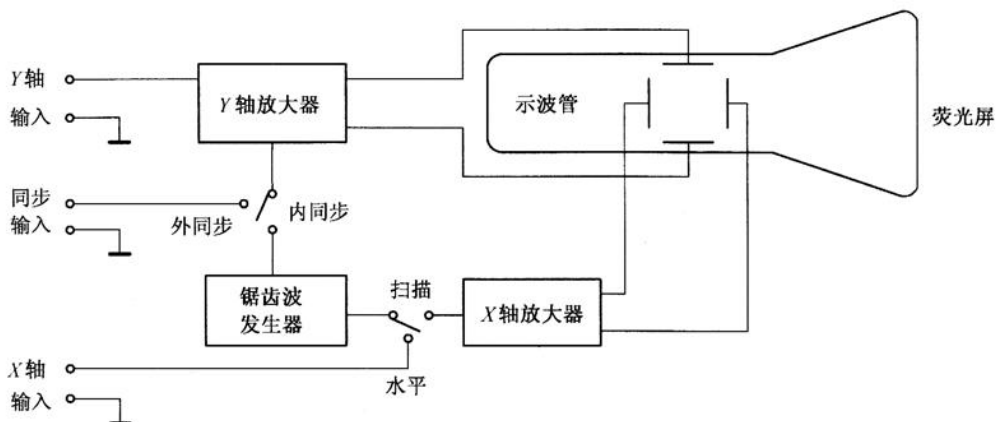 Y轴
输入
Y轴放大器
示波管
荧光屏
同步
输入
外同步
内同步
锯齿波
发生器
扫描
X轴放大器
X轴
输入
水平